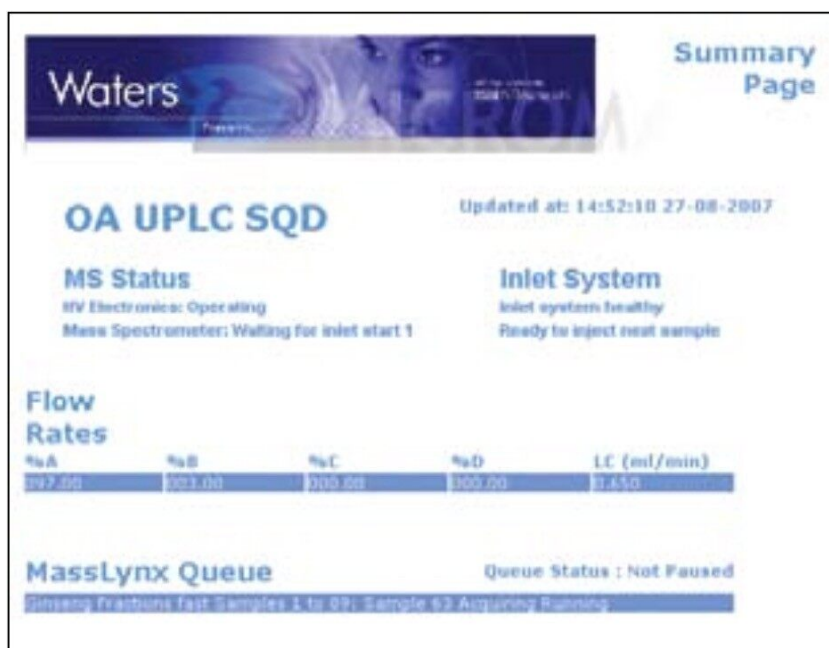 Waters
MICROMA
Summary
Page
OA UPLC SQD
Updated at: 14:52:10 27-08-2007
MS Status
HV Electronics: Operating
Mass Spectrometer: Waiting for inlet start 1
Inlet System
Inlet system healthy
Ready to inject next sample
Flow
Rates
%A %B %C %D LC (ml/min)
097.00 003.00 000.00 000.00 0.650
MassLynx Queue
Queue Status : Not Paused
Ginseng Fractions fast Samples 1 to Sample 63 Acquiring Running